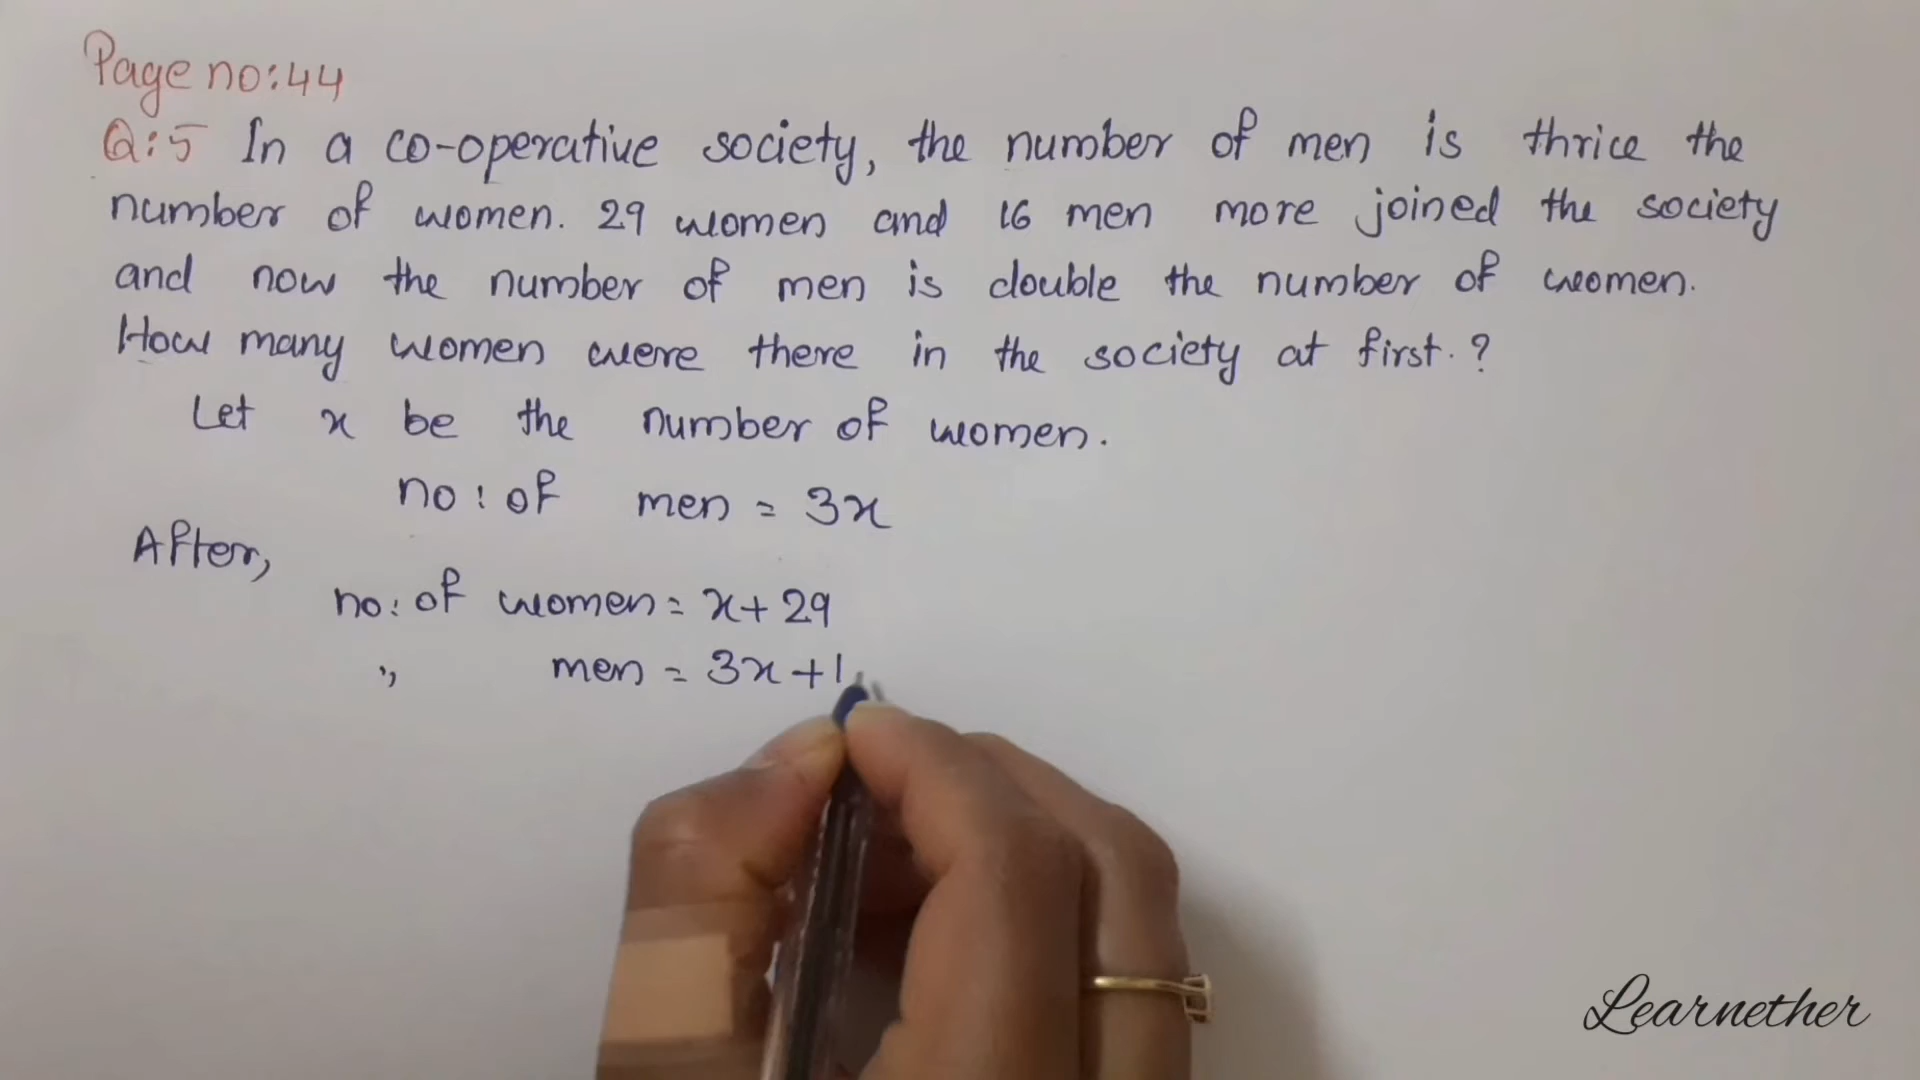 Page no:44
Q:5 In a co-operative society, the number of men is thrice the
number of women. 29 women and 16 men more joined the society
and now the number of men is double the number of women.
How many women were there in the society at first.?
Let x be the number of women.
no: of men = 3x
After,
no: of women = x+29
,, men = 3x+1
Learnether